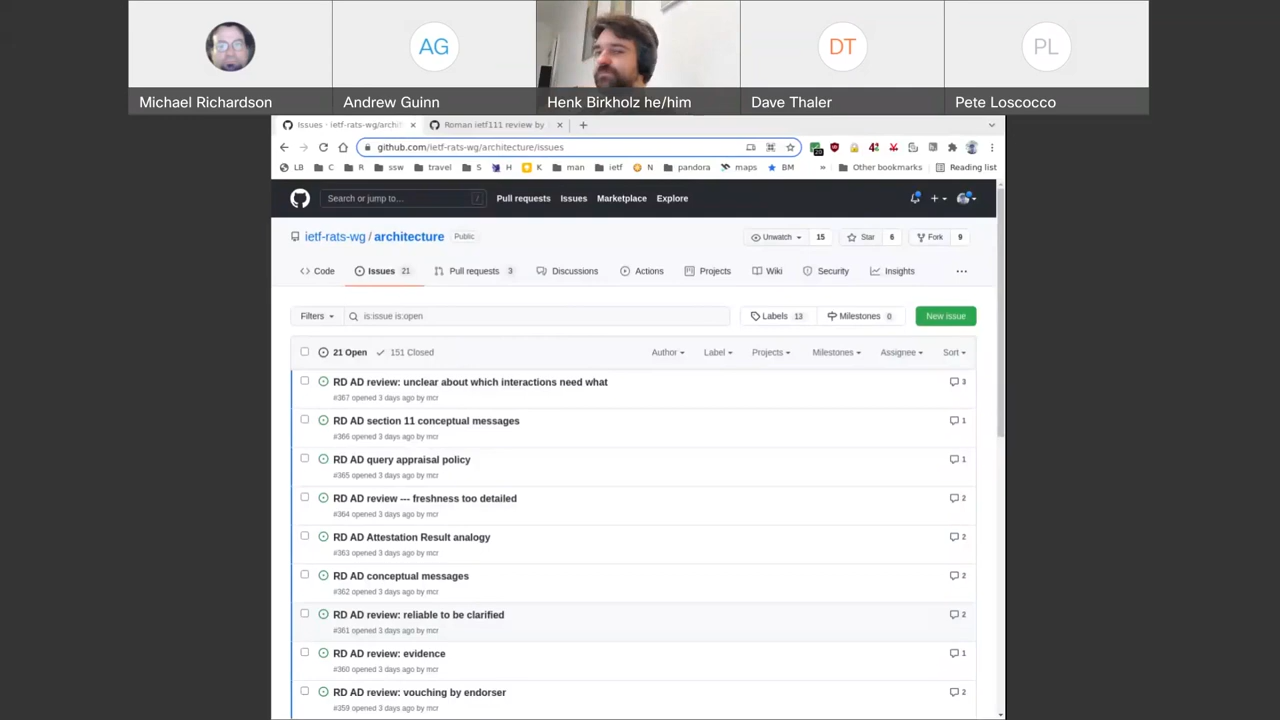 AG
DT
PL
Michael Richardson
Andrew Guinn
Henk Birkholz he/him
Dave Thaler
Pete Loscocco
Issues · ietf-rats-wg/archit
Roman ietf111 review by
github.com/ietf-rats-wg/architecture/issues
LB C R ssw travel S H K man ietf N pandora maps BM » Other bookmarks Reading list
Search or jump to... /
Pull requests Issues Marketplace Explore
ietf-rats-wg / architecture Public
Unwatch 15 Star 6 Fork 9
Code Issues 21 Pull requests 3 Discussions Actions Projects Wiki Security Insights ...
Filters is:issue is:open Labels 13 Milestones 0 New issue
21 Open 151 Closed Author Label Projects Milestones Assignee Sort
RD AD review: unclear about which interactions need what 3
#367 opened 3 days ago by mcr
RD AD section 11 conceptual messages 1
#366 opened 3 days ago by mcr
RD AD query appraisal policy 1
#365 opened 3 days ago by mcr
RD AD review --- freshness too detailed 2
#364 opened 3 days ago by mcr
RD AD Attestation Result analogy 2
#363 opened 3 days ago by mcr
RD AD conceptual messages 2
#362 opened 3 days ago by mcr
RD AD review: reliable to be clarified 2
#361 opened 3 days ago by mcr
RD AD review: evidence 1
#360 opened 3 days ago by mcr
RD AD review: vouching by endorser 2
#359 opened 3 days ago by mcr